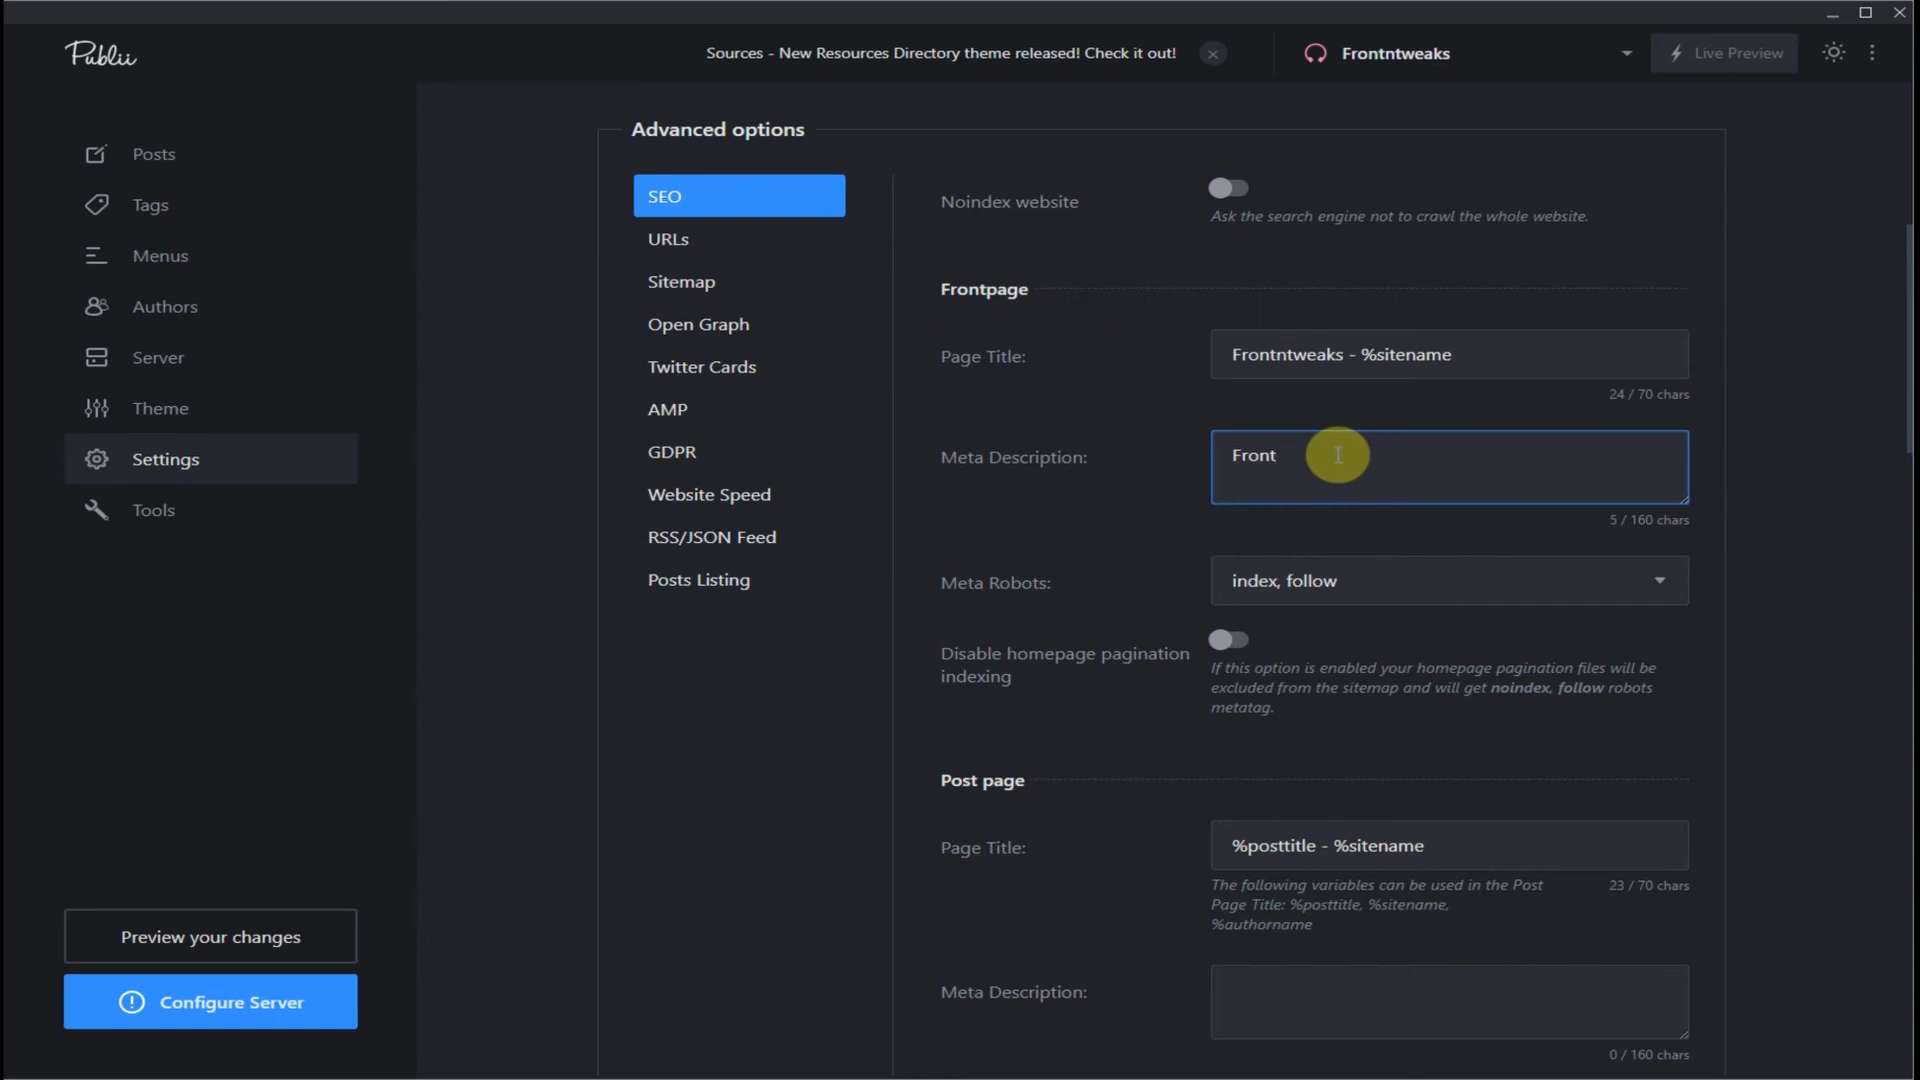 Publii
Sources - New Resources Directory theme released! Check it out!
Frontntweaks
Live Preview
Posts
Tags
Menus
Authors
Server
Theme
Settings
Tools
Preview your changes
Configure Server
Advanced options
SEO
URLs
Sitemap
Open Graph
Twitter Cards
AMP
GDPR
Website Speed
RSS/JSON Feed
Posts Listing
Noindex website
Ask the search engine not to crawl the whole website.
Frontpage
Page Title:
Frontntweaks - %sitename
24 / 70 chars
Meta Description:
Front
5 / 160 chars
Meta Robots:
index, follow
Disable homepage pagination
indexing
If this option is enabled your homepage pagination files will be
excluded from the sitemap and will get noindex, follow robots
metatag.
Post page
Page Title:
%posttitle - %sitename
The following variables can be used in the Post
Page Title: %posttitle, %sitename,
%authorname
23 / 70 chars
Meta Description:
0 / 160 chars